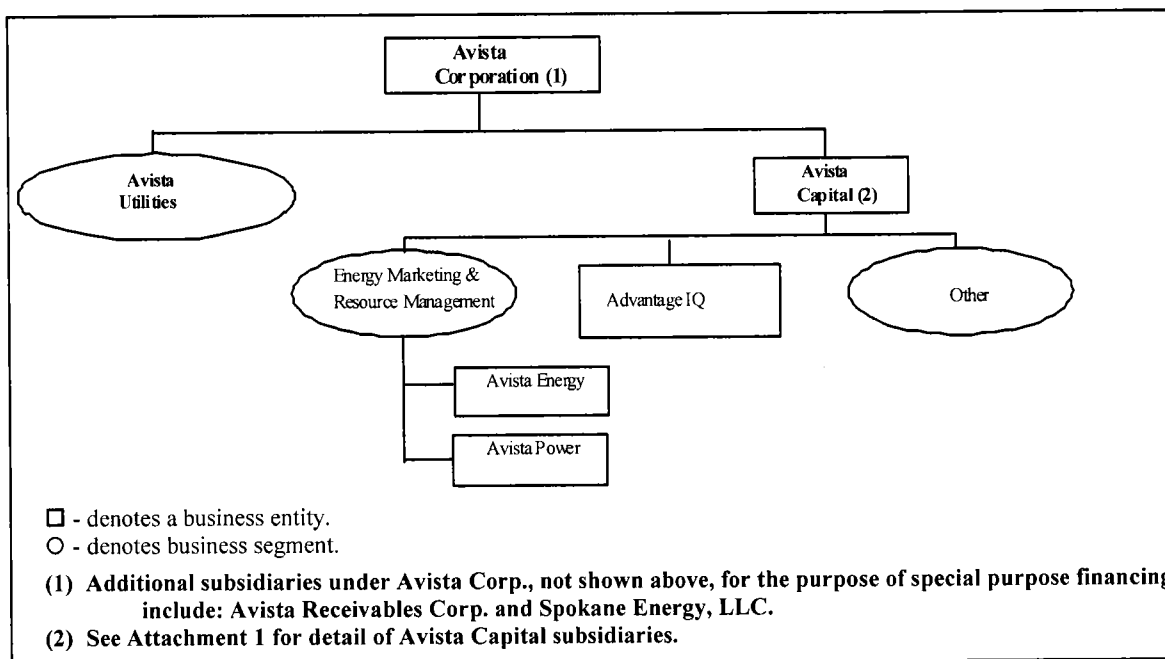 Avista
Corporation (1)
Avista
Utilities
Avista
Capital (2)
Energy Marketing &
Resource Management
Advantage IQ
Other
Avista Energy
Avista Power
- denotes a business entity.
- denotes business segment.
(1) Additional subsidiaries under Avista Corp., not shown above, for the purpose of special purpose financing
include: Avista Receivables Corp. and Spokane Energy, LLC.
(2) See Attachment 1 for detail of Avista Capital subsidiaries.